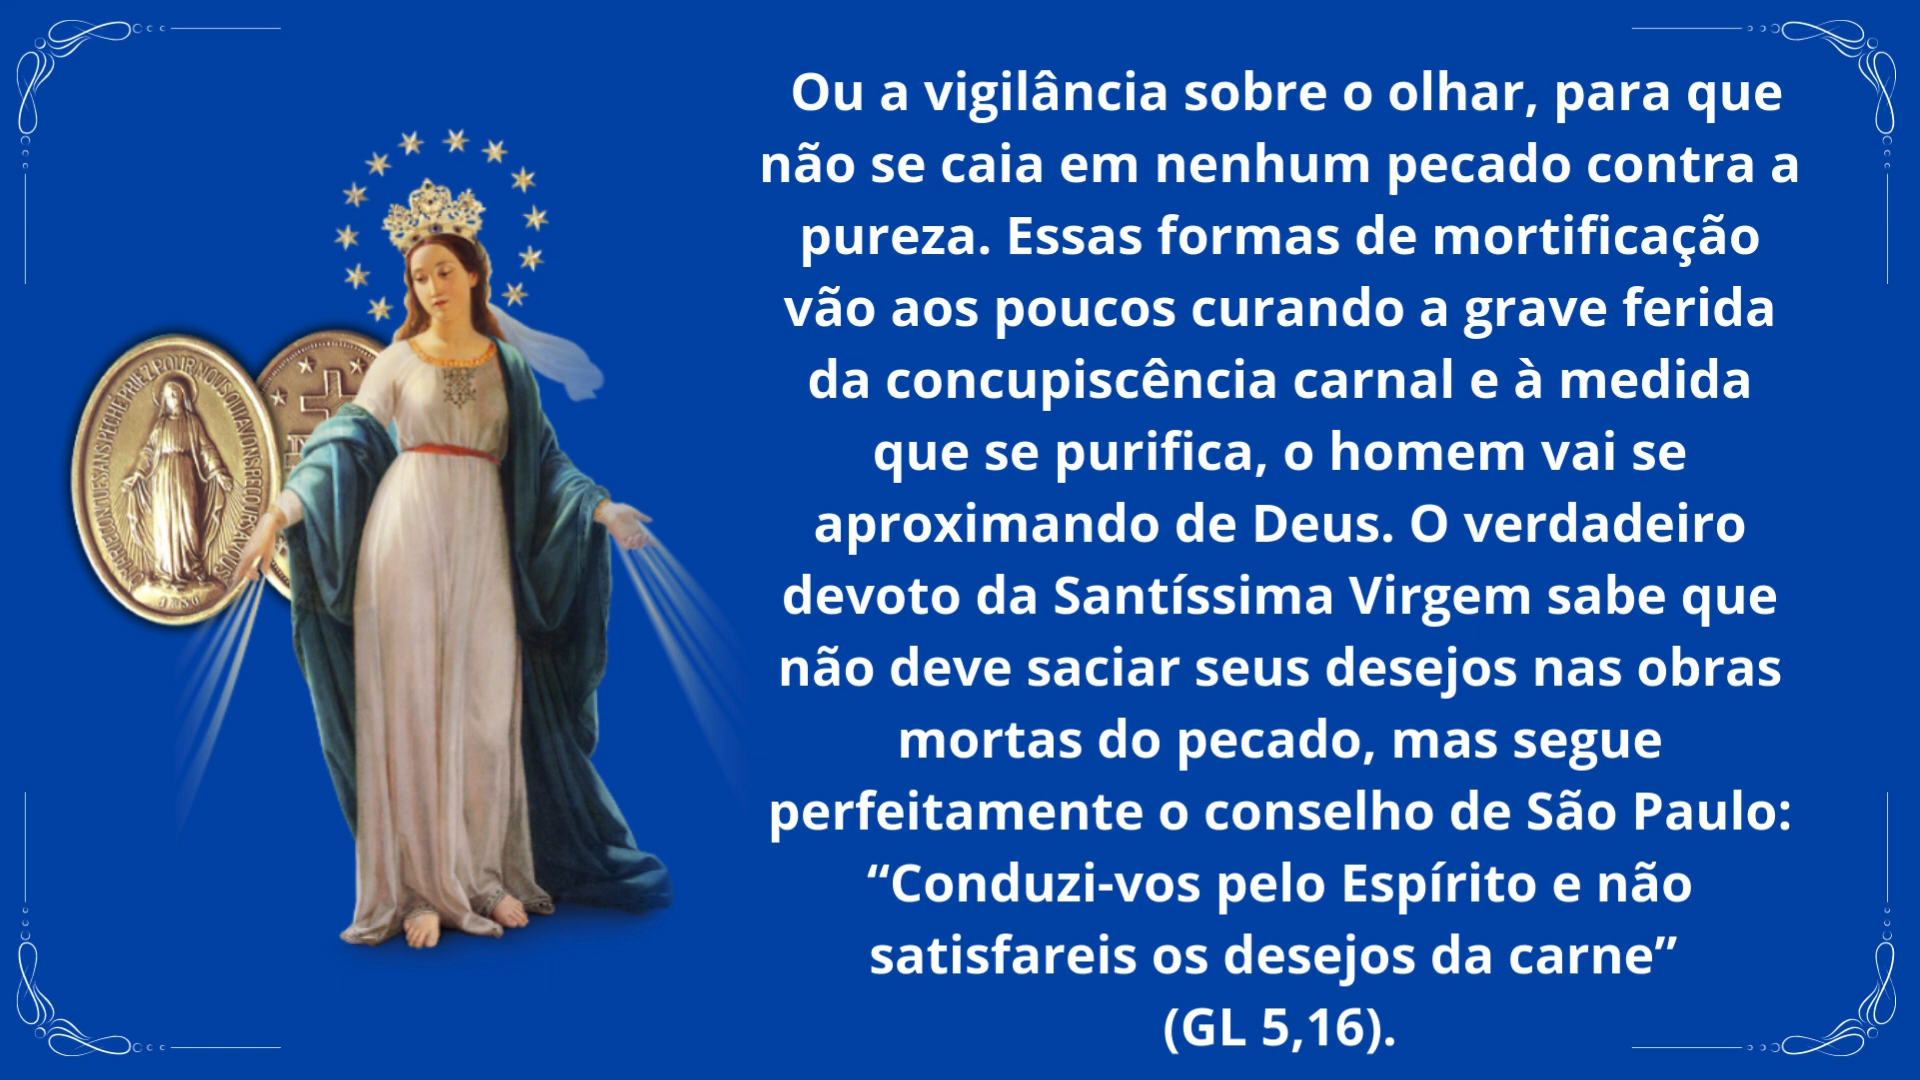 Ou a vigilância sobre o olhar, para que
não se caia em nenhum pecado contra a
pureza. Essas formas de mortificação
vão aos poucos curando a grave ferida
da concupiscência carnal e à medida
que se purifica, o homem vai se
aproximando de Deus. O verdadeiro
devoto da Santíssima Virgem sabe que
não deve saciar seus desejos nas obras
mortas do pecado, mas segue
perfeitamente o conselho de São Paulo:
“Conduzi-vos pelo Espírito e não
satisfareis os desejos da carne”
(GL 5,16).